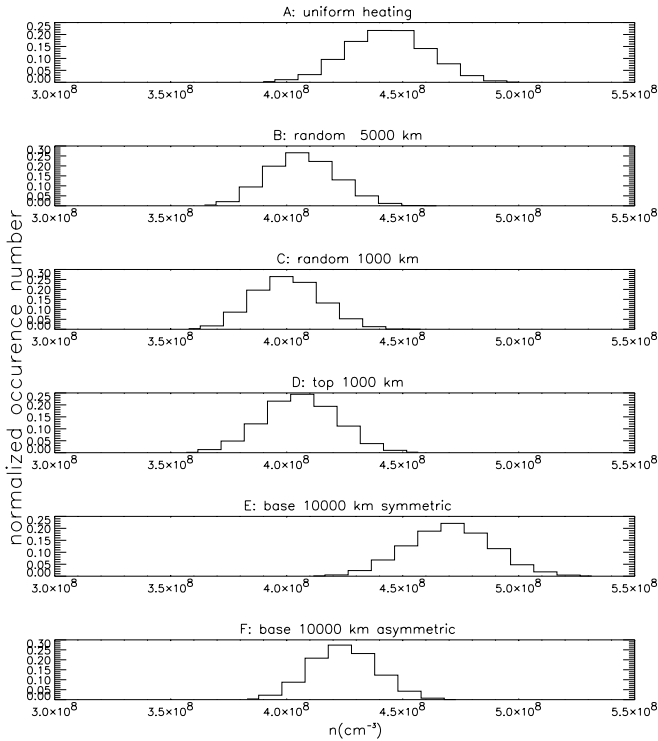 A: uniform heating
0.25
0.20
0.15
0.10
0.05
0.00
3.0×10⁸ 3.5×10⁸ 4.0×10⁸ 4.5×10⁸ 5.0×10⁸ 5.5×10⁸
B: random 5000 km
0.30
0.25
0.20
0.15
0.10
0.05
0.00
3.0×10⁸ 3.5×10⁸ 4.0×10⁸ 4.5×10⁸ 5.0×10⁸ 5.5×10⁸
C: random 1000 km
0.30
0.25
0.20
0.15
0.10
0.05
0.00
3.0×10⁸ 3.5×10⁸ 4.0×10⁸ 4.5×10⁸ 5.0×10⁸ 5.5×10⁸
D: top 1000 km
0.25
0.20
0.15
0.10
0.05
0.00
3.0×10⁸ 3.5×10⁸ 4.0×10⁸ 4.5×10⁸ 5.0×10⁸ 5.5×10⁸
E: base 10000 km symmetric
0.25
0.20
0.15
0.10
0.05
0.00
3.0×10⁸ 3.5×10⁸ 4.0×10⁸ 4.5×10⁸ 5.0×10⁸ 5.5×10⁸
F: base 10000 km asymmetric
0.30
0.25
0.20
0.15
0.10
0.05
0.00
3.0×10⁸ 3.5×10⁸ 4.0×10⁸ 4.5×10⁸ 5.0×10⁸ 5.5×10⁸
n(cm⁻³)
normalized occurence number